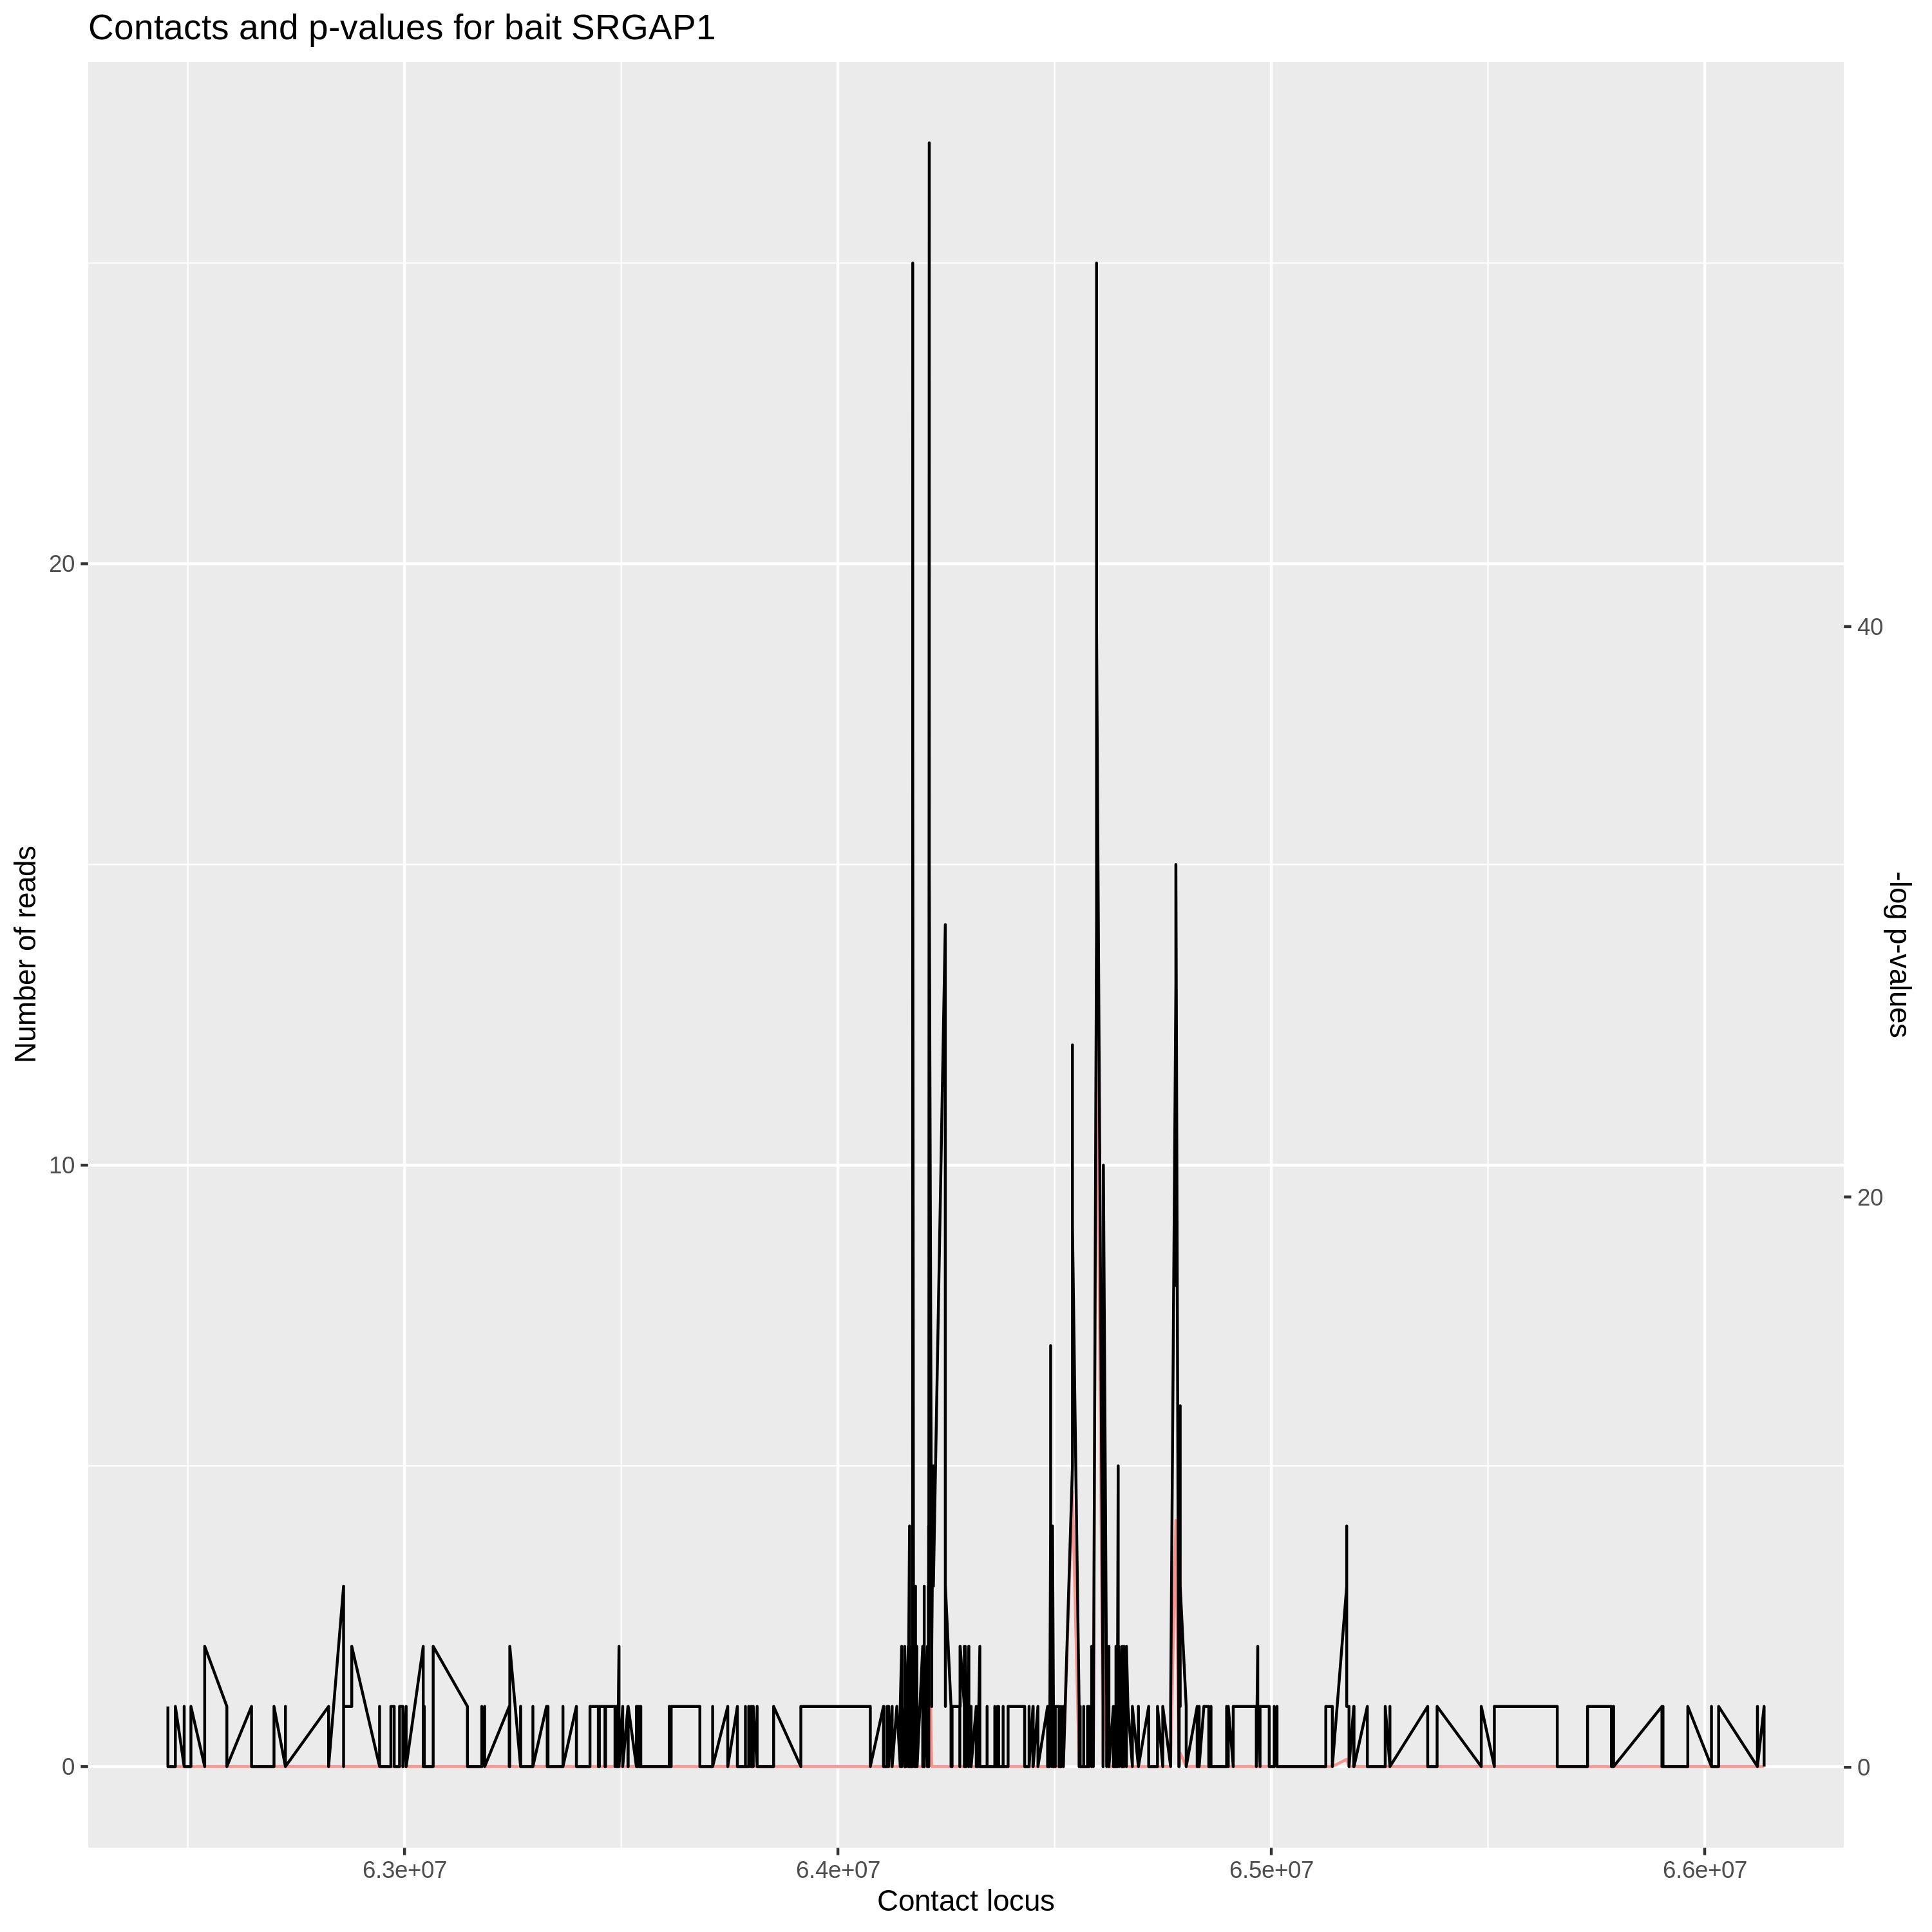 Contacts and p-values for bait SRGAP1
Number of reads
20
10
0
40
20
0
-log p-values
6.3e+07
6.4e+07
6.5e+07
6.6e+07
Contact locus